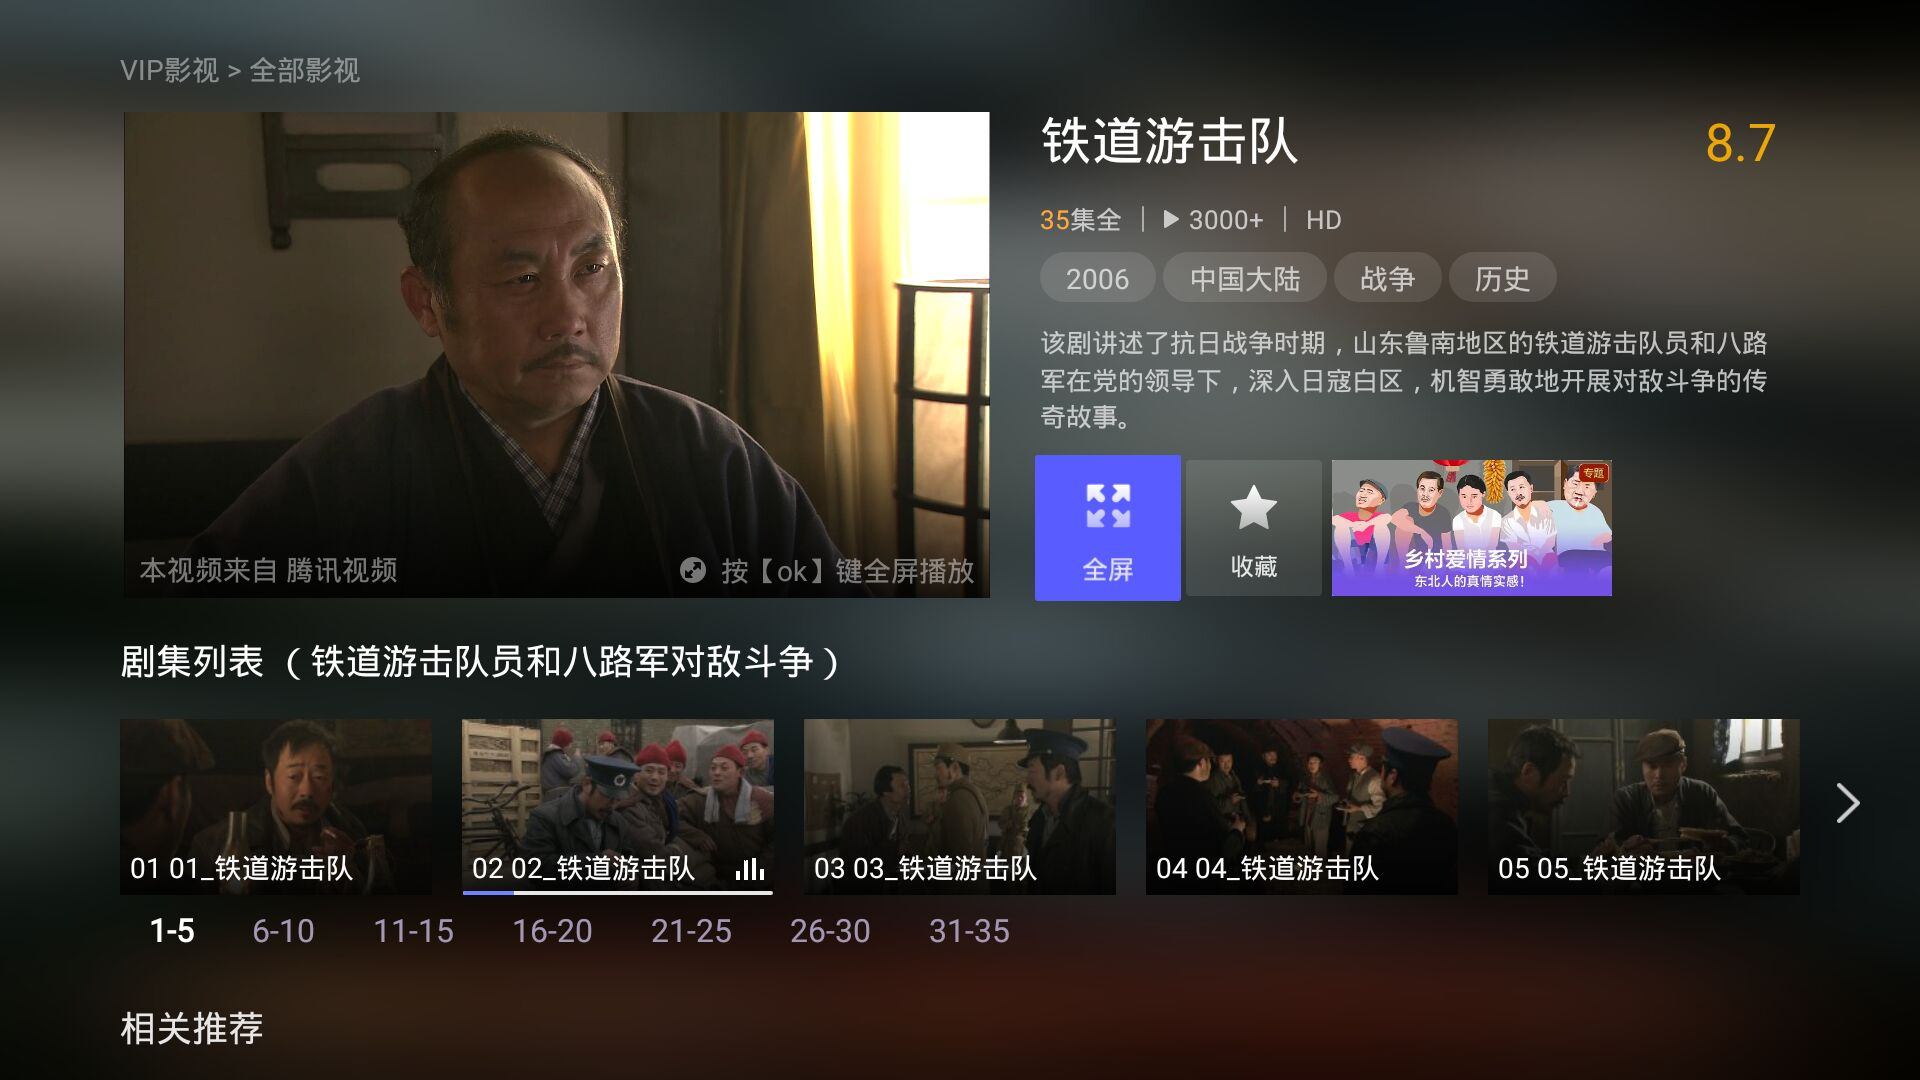 VIP影视 > 全部影视
铁道游击队
8.7
35集全 | 3000+ | HD
2006 中国大陆 战争 历史
该剧讲述了抗日战争时期，山东鲁南地区的铁道游击队员和八路
军在党的领导下，深入日寇白区，机智勇敢地开展对敌斗争的传
奇故事。
本视频来自 腾讯视频
按【ok】键全屏播放
全屏
收藏
专题
乡村爱情系列
东北人的真情实感！
剧集列表 （铁道游击队员和八路军对敌斗争）
01 01_铁道游击队
02 02_铁道游击队
03 03_铁道游击队
04 04_铁道游击队
05 05_铁道游击队
1-5 6-10 11-15 16-20 21-25 26-30 31-35
相关推荐